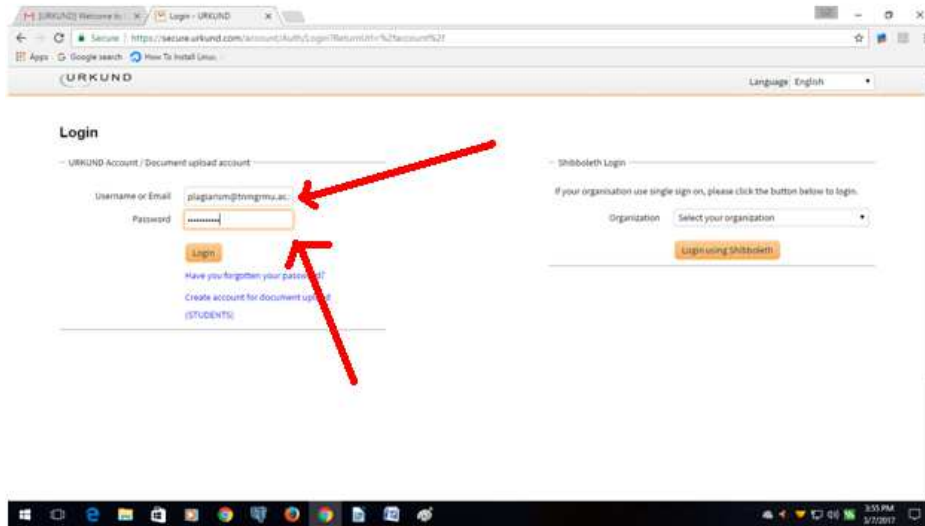 [URKUND] Welcome to
Login - URKUND
Secure https://secure.urkund.com/account/Auth/Login?ReturnUrl=%2faccount%2f
Apps Google search How To Install Linux
URKUND
Language English
Login
URKUND Account / Document upload account
Username or Email plagiarism@tnmgrmu.ac.
Password
Login
Have you forgotten your password?
Create account for document upload
(STUDENTS)
Shibboleth Login
If your organisation use single sign on, please click the button below to login.
Organization Select your organization
Login using Shibboleth
3:55 PM
3/7/2017